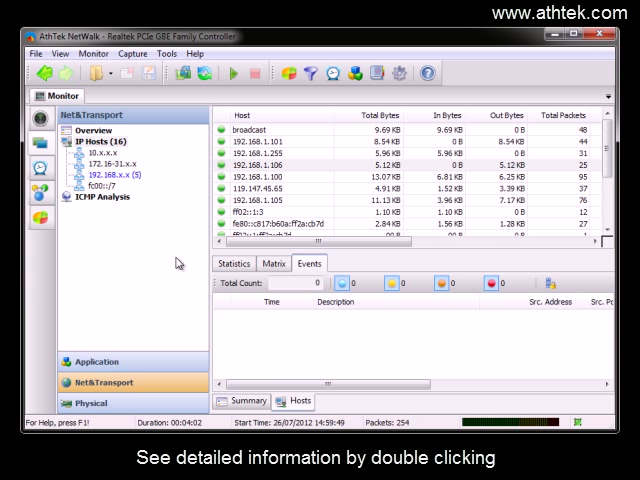 www.athtek.com
AthTek NetWalk - Realtek PCIe GBE Family Controller
File View Monitor Capture Tools Help
Monitor
Net&Transport
Overview
IP Hosts (16)
10.x.x.x
172.16-31.x.x
192.168.x.x (5)
fc00::/7
ICMP Analysis
Application
Net&Transport
Physical
Host Total Bytes In Bytes Out Bytes Total Packets
broadcast 9.69 KB 9.69 KB 0 B 48
192.168.1.101 8.54 KB 0 B 8.54 KB 44
192.168.1.255 5.96 KB 5.96 KB 0 B 31
192.168.1.106 5.12 KB 0 B 5.12 KB 25
192.168.1.100 13.07 KB 6.81 KB 6.25 KB 95
119.147.45.65 4.91 KB 1.52 KB 3.39 KB 37
192.168.1.105 11.13 KB 3.96 KB 7.17 KB 76
ff02::1:3 1.10 KB 1.10 KB 0 B 12
fe80::c817:b60a:ff2a:cb7d 2.84 KB 1.56 KB 1.28 KB 27
Statistics Matrix Events
Total Count: 0 0 0 0 0
Time Description Src. Address Src. Po
Summary Hosts
For Help, press F1! Duration: 00:04:02 Start Time: 26/07/2012 14:59:49 Packets: 254
See detailed information by double clicking